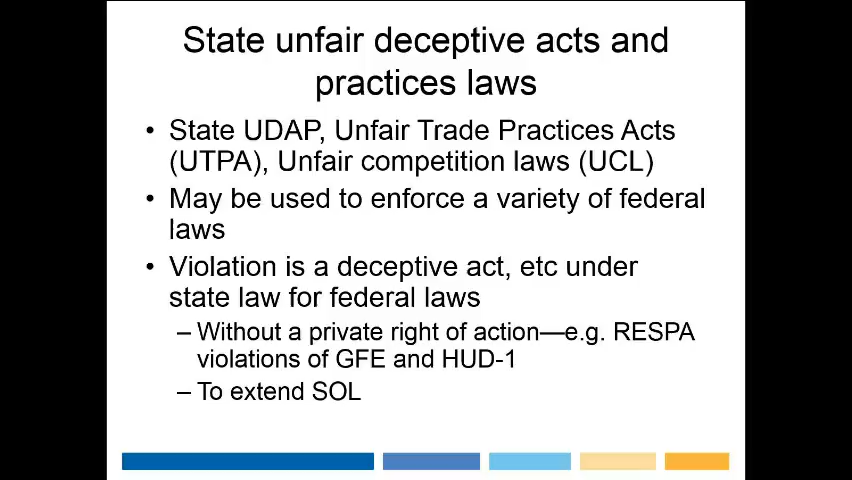 State unfair deceptive acts and
practices laws
• State UDAP, Unfair Trade Practices Acts
(UTPA), Unfair competition laws (UCL)
• May be used to enforce a variety of federal
laws
• Violation is a deceptive act, etc under
state law for federal laws
– Without a private right of action—e.g. RESPA
violations of GFE and HUD-1
– To extend SOL